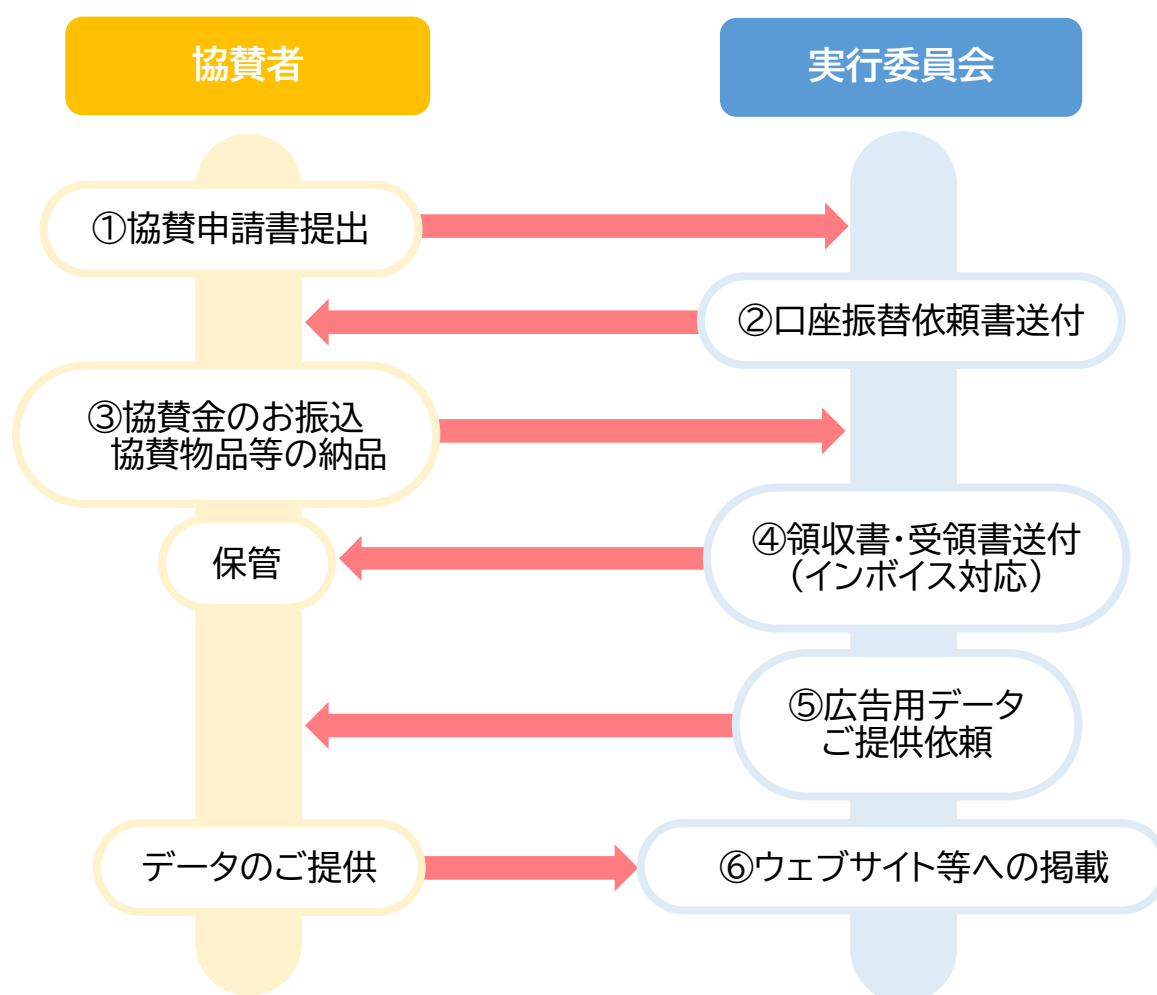 協賛者
実行委員会
①協賛申請書提出
②口座振替依頼書送付
③協賛金のお振込
協賛物品等の納品
④領収書・受領書送付
（インボイス対応）
保管
⑤広告用データ
ご提供依頼
データのご提供
⑥ウェブサイト等への掲載